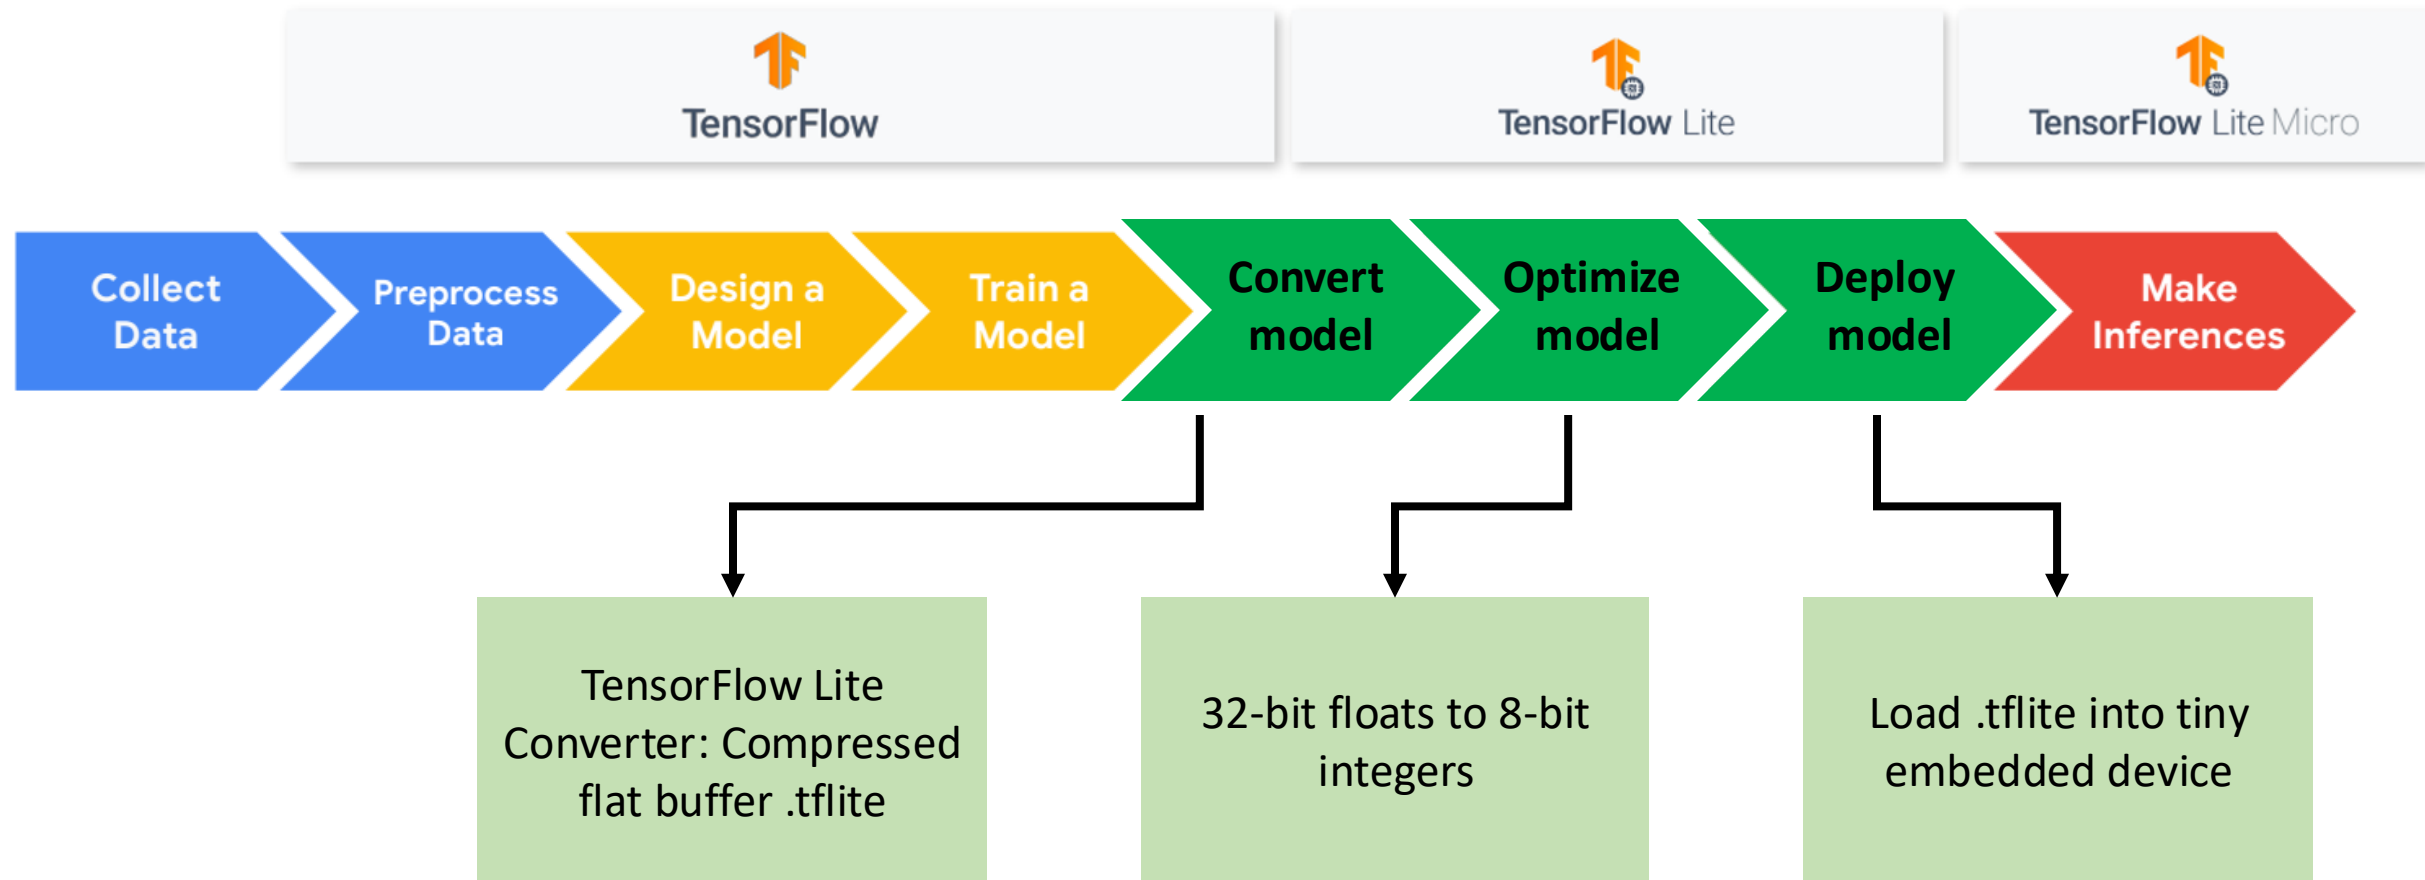 TensorFlow
TensorFlow Lite
TensorFlow Lite Micro
Collect
Data
Preprocess
Data
Design a
Model
Train a
Model
Convert
model
Optimize
model
Deploy
model
Make
Inferences
TensorFlow Lite
Converter: Compressed
flat buffer .tflite
32-bit floats to 8-bit
integers
Load .tflite into tiny
embedded device